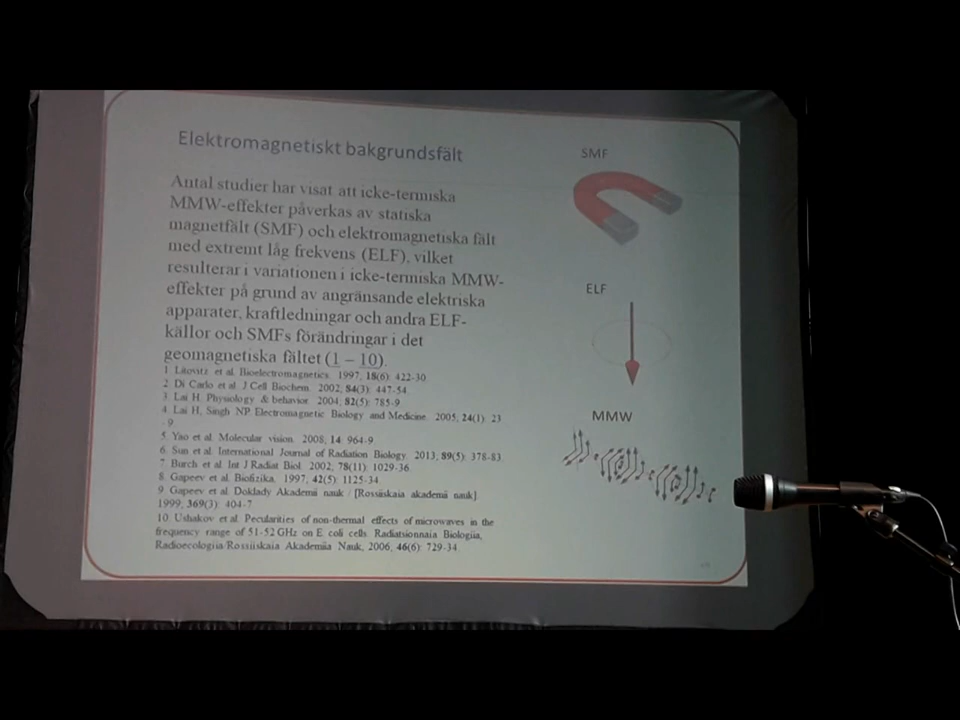 Elektromagnetiskt bakgrundsfält
Antal studier har visat att icke-termiska
MMW-effekter påverkas av statiska
magnetfält (SMF) och elektromagnetiska fält
med extremt låg frekvens (ELF), vilket
resulterar i variationen i icke-termiska MMW-
effekter på grund av angränsande elektriska
apparater, kraftledningar och andra ELF-
källor och SMFs förändringar i det
geomagnetiska fältet (1 – 10).
1. Litovitz et al. Bioelectromagnetics. 1997, 18(6): 422-30.
2. Di Carlo et al. J Cell Biochem. 2002, 84(3): 447-54.
3. Lai H. Physiology & behavior. 2004, 82(5): 785-9.
4. Lai H, Singh NP. Electromagnetic Biology and Medicine. 2005, 24(1): 23
-9.
5. Yao et al. Molecular vision. 2008, 14: 964-9.
6. Sun et al. International Journal of Radiation Biology. 2013, 89(5): 378-83.
7. Burch et al. Int J Radiat Biol. 2002, 78(11): 1029-36.
8. Gapeev et al. Biofizika. 1997, 42(5): 1125-34.
9. Gapeev et al. Doklady Akademii nauk / [Rossiiskaia akademii nauk].
1999, 369(3): 404-7.
10. Ushakov et al. Pecularities of non-thermal effects of microwaves in the
frequency range of 51-52 GHz on E. coli cells. Radiatsionnaia Biologiia,
Radioecologiia/Rossiiskaia Akademiia Nauk, 2006, 46(6): 729-34.
SMF
ELF
MMW